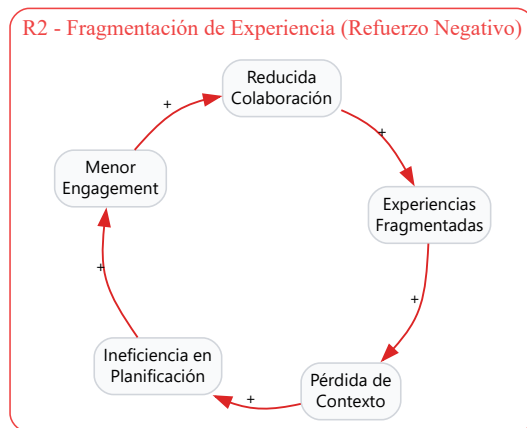 R2 - Fragmentación de Experiencia (Refuerzo Negativo)
Reducida
Colaboración
+
+
Menor
Engagement
Experiencias
Fragmentadas
+
+
Ineficiencia en
Planificación
Pérdida de
Contexto
+